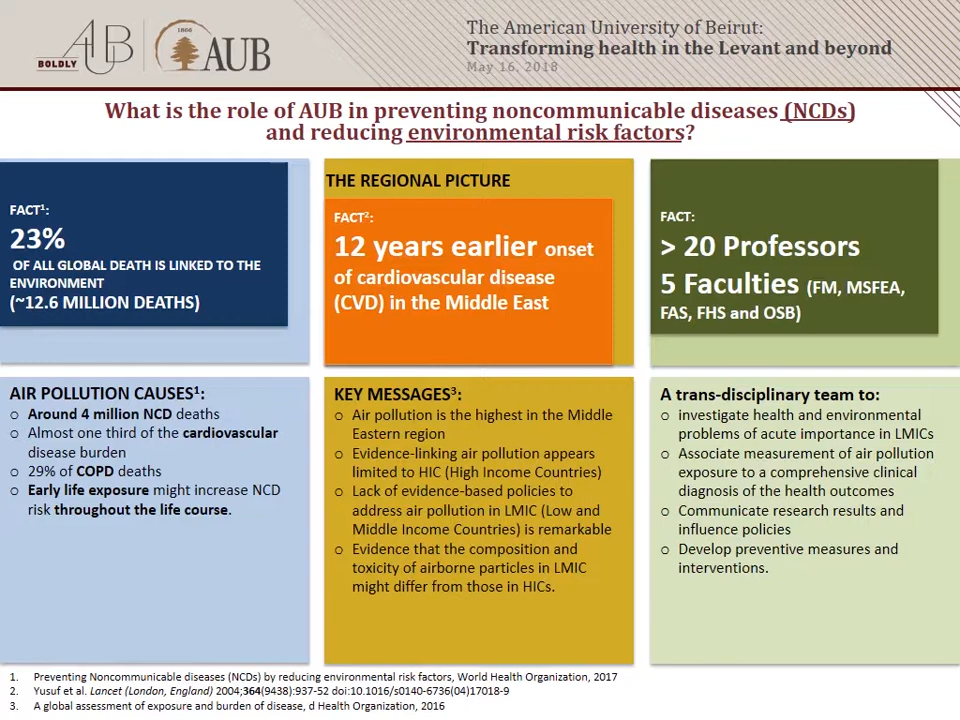 AUB
BOLDLY
1866
AUB
The American University of Beirut:
Transforming health in the Levant and beyond
May 16, 2018
What is the role of AUB in preventing noncommunicable diseases (NCDs)
and reducing environmental risk factors?
FACT¹:
23%
OF ALL GLOBAL DEATH IS LINKED TO THE
ENVIRONMENT
(~12.6 MILLION DEATHS)
AIR POLLUTION CAUSES¹:
o Around 4 million NCD deaths
o Almost one third of the cardiovascular
disease burden
o 29% of COPD deaths
o Early life exposure might increase NCD
risk throughout the life course.
THE REGIONAL PICTURE
FACT²:
12 years earlier onset
of cardiovascular disease
(CVD) in the Middle East
KEY MESSAGES³:
o Air pollution is the highest in the Middle
Eastern region
o Evidence-linking air pollution appears
limited to HIC (High Income Countries)
o Lack of evidence-based policies to
address air pollution in LMIC (Low and
Middle Income Countries) is remarkable
o Evidence that the composition and
toxicity of airborne particles in LMIC
might differ from those in HICs.
FACT:
> 20 Professors
5 Faculties (FM, MSFEA,
FAS, FHS and OSB)
A trans-disciplinary team to:
o investigate health and environmental
problems of acute importance in LMICs
o Associate measurement of air pollution
exposure to a comprehensive clinical
diagnosis of the health outcomes
o Communicate research results and
influence policies
o Develop preventive measures and
interventions.
1. Preventing Noncommunicable diseases (NCDs) by reducing environmental risk factors, World Health Organization, 2017
2. Yusuf et al. Lancet (London, England) 2004;364(9438):937-52 doi:10.1016/s0140-6736(04)17018-9
3. A global assessment of exposure and burden of disease, d Health Organization, 2016